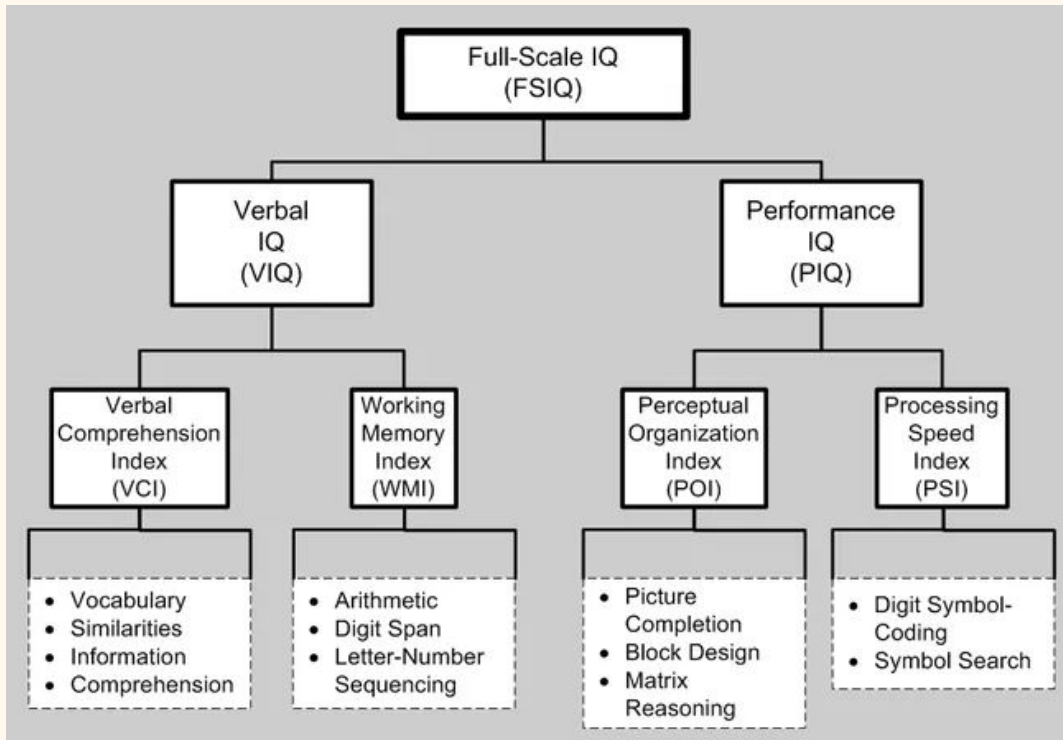 Full-Scale IQ
(FSIQ)
Verbal
IQ
(VIQ)
Performance
IQ
(PIQ)
Verbal
Comprehension
Index
(VCI)
Working
Memory
Index
(WMI)
Perceptual
Organization
Index
(POI)
Processing
Speed
Index
(PSI)
• Vocabulary
• Similarities
• Information
• Comprehension
• Arithmetic
• Digit Span
• Letter-Number
Sequencing
• Picture
Completion
• Block Design
• Matrix
Reasoning
• Digit Symbol-
Coding
• Symbol Search